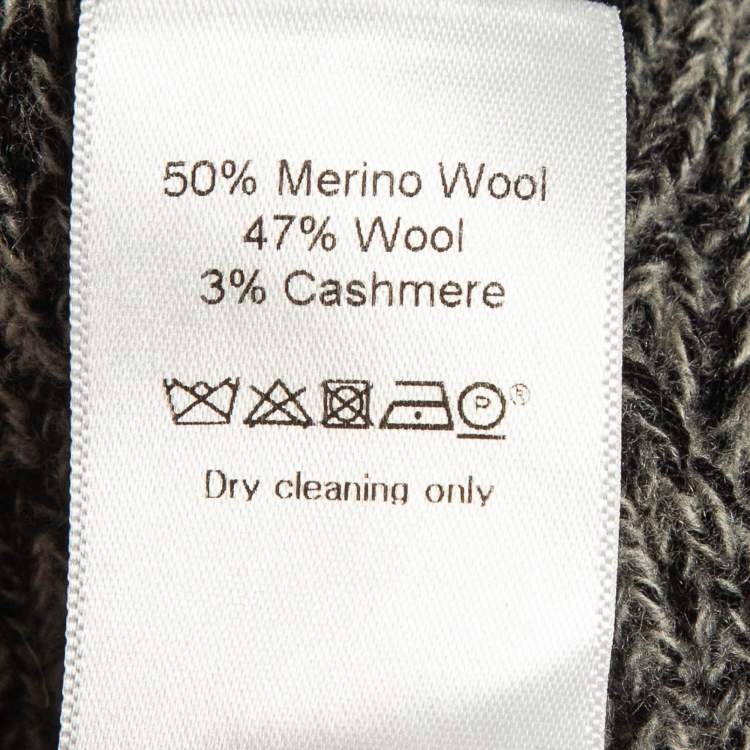 50% Merino Wool
47% Wool
3% Cashmere
P ®
Dry cleaning only